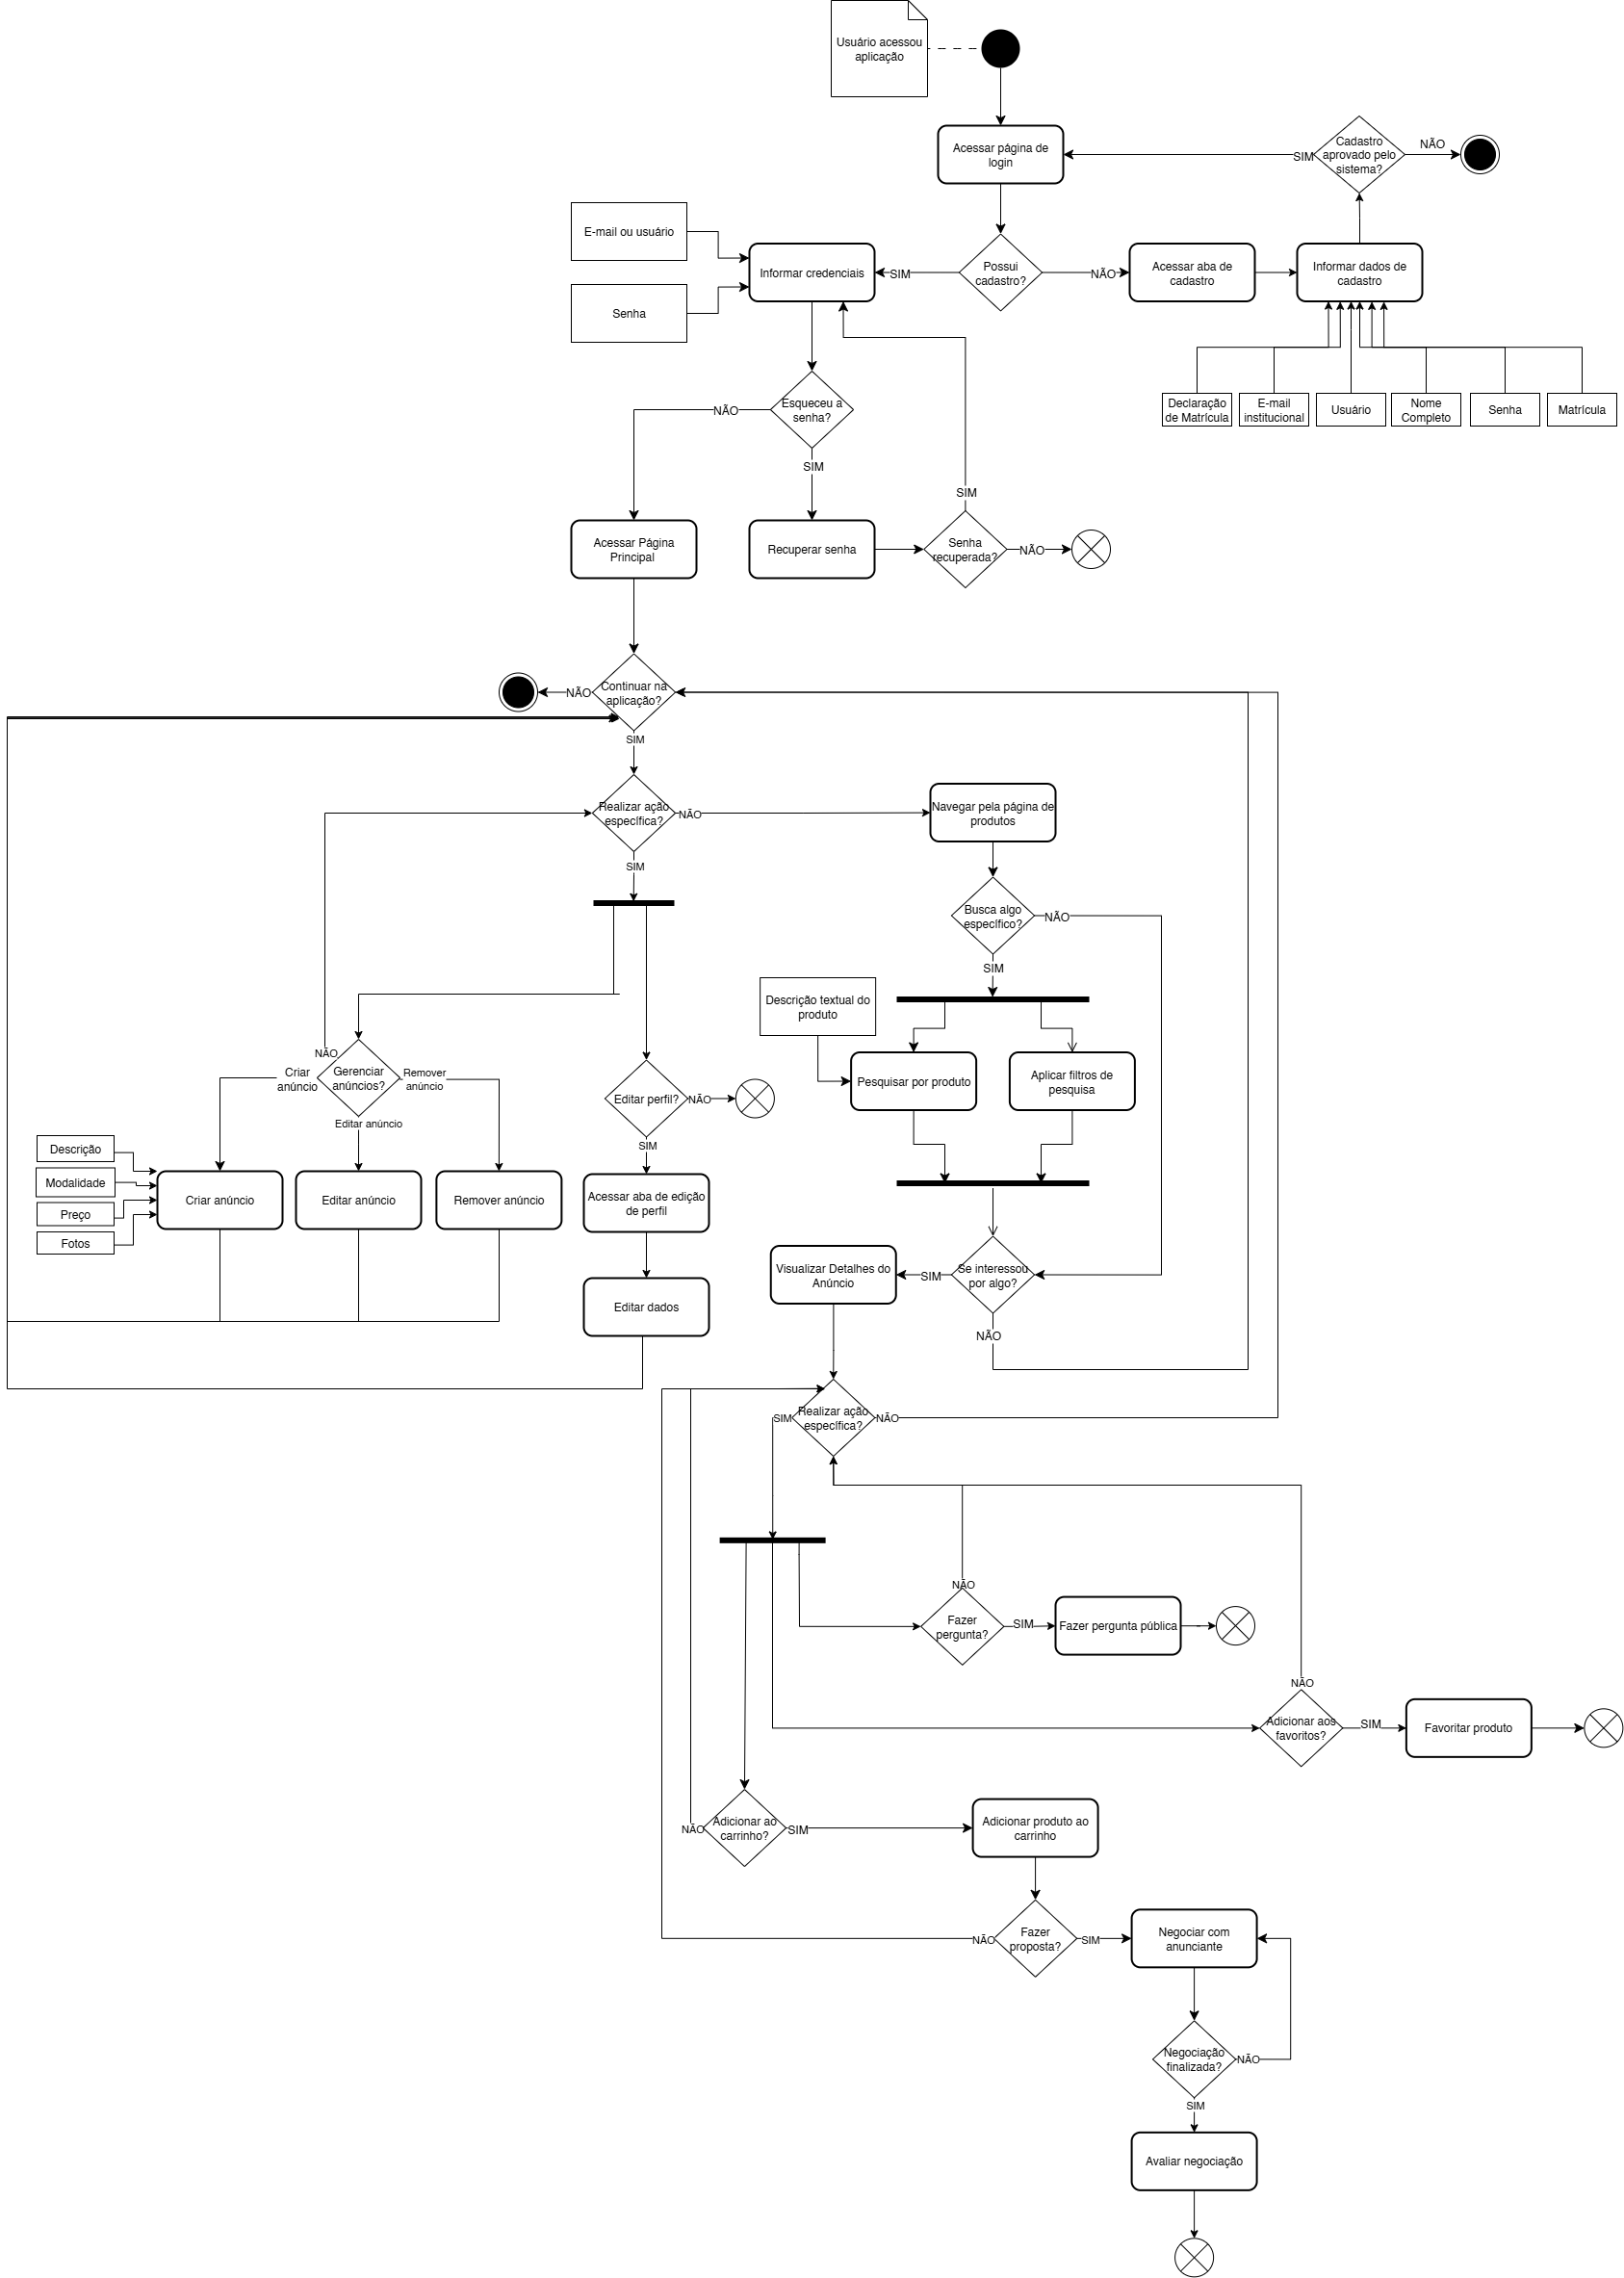 Usuário acessou
aplicação
Acessar página de
login
Cadastro
aprovado pelo
sistema?
SIM
NÃO
E-mail ou usuário
Senha
Informar credenciais
SIM
Possui
cadastro?
NÃO
Acessar aba de
cadastro
Informar dados de
cadastro
Declaração
de Matrícula
E-mail
institucional
Usuário
Nome
Completo
Senha
Matrícula
Esqueceu a
senha?
NÃO
SIM
Acessar Página
Principal
Recuperar senha
SIM
Senha
recuperada?
NÃO
Continuar na
aplicação?
NÃO
SIM
Realizar ação
específica?
NÃO
SIM
Navegar pela página de
produtos
Busca algo
específico?
NÃO
SIM
Descrição textual do
produto
Pesquisar por produto
Aplicar filtros de
pesquisa
NÃO
Criar
anúncio
Gerenciar
anúncios?
Remover
anúncio
Editar anúncio
Editar perfil?
NÃO
SIM
Descrição
Modalidade
Preço
Fotos
Criar anúncio
Editar anúncio
Remover anúncio
Acessar aba de edição
de perfil
Editar dados
Visualizar Detalhes do
Anúncio
SIM
Se interessou
por algo?
NÃO
SIM
Realizar ação
específica?
NÃO
NÃO
Fazer
pergunta?
SIM
Fazer pergunta pública
NÃO
Adicionar aos
favoritos?
SIM
Favoritar produto
NÃO
Adicionar ao
carrinho?
SIM
Adicionar produto ao
carrinho
NÃO
Fazer
proposta?
SIM
Negociar com
anunciante
Negociação
finalizada?
NÃO
SIM
Avaliar negociação